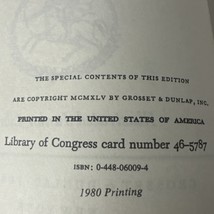 THE SPECIAL CONTENTS OF THIS EDITION
ARE COPYRIGHT MCMXLV BY GROSSET & DUNLAP, INC.
PRINTED IN THE UNITED STATES OF AMERICA
Library of Congress card number 46-5787
ISBN: 0-448-06009-4
1980 Printing